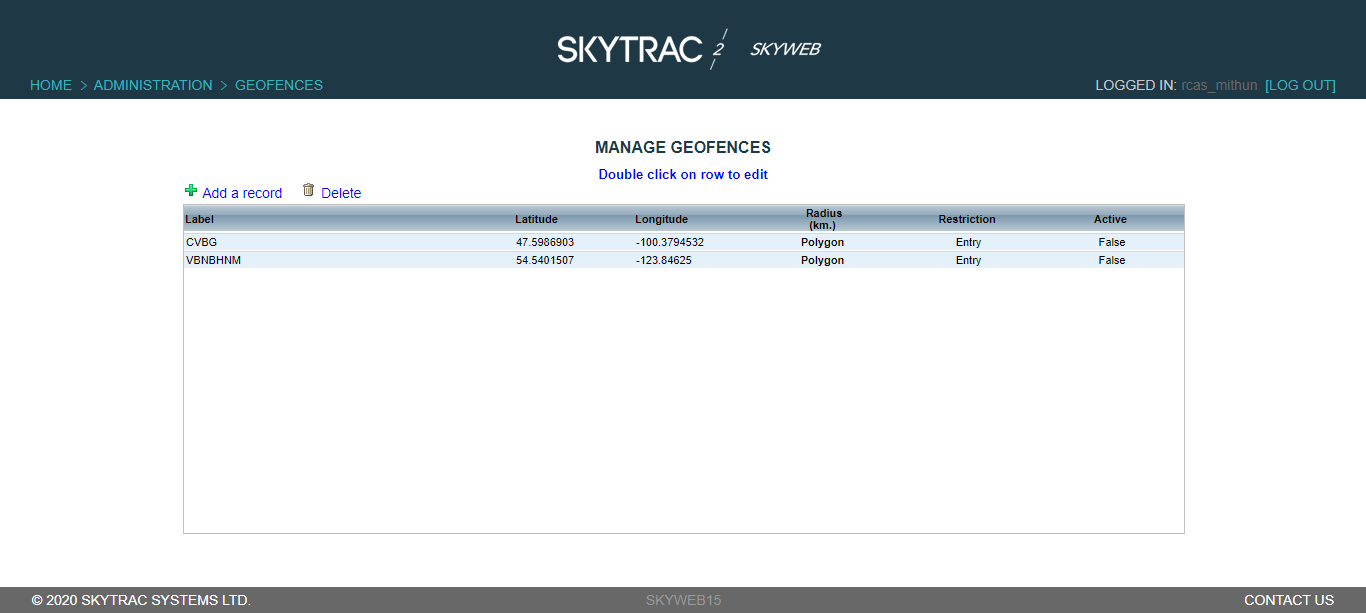 SKYTRAC 2 SKYWEB
HOME > ADMINISTRATION > GEOFENCES LOGGED IN: rcas_mithun [LOG OUT]
MANAGE GEOFENCES
Double click on row to edit
Add a record Delete
Label Latitude Longitude Radius (km.) Restriction Active
CVBG 47.5986903 -100.3794532 Polygon Entry False
VBNBHNM 54.5401507 -123.84625 Polygon Entry False
© 2020 SKYTRAC SYSTEMS LTD. SKYWEB15 CONTACT US